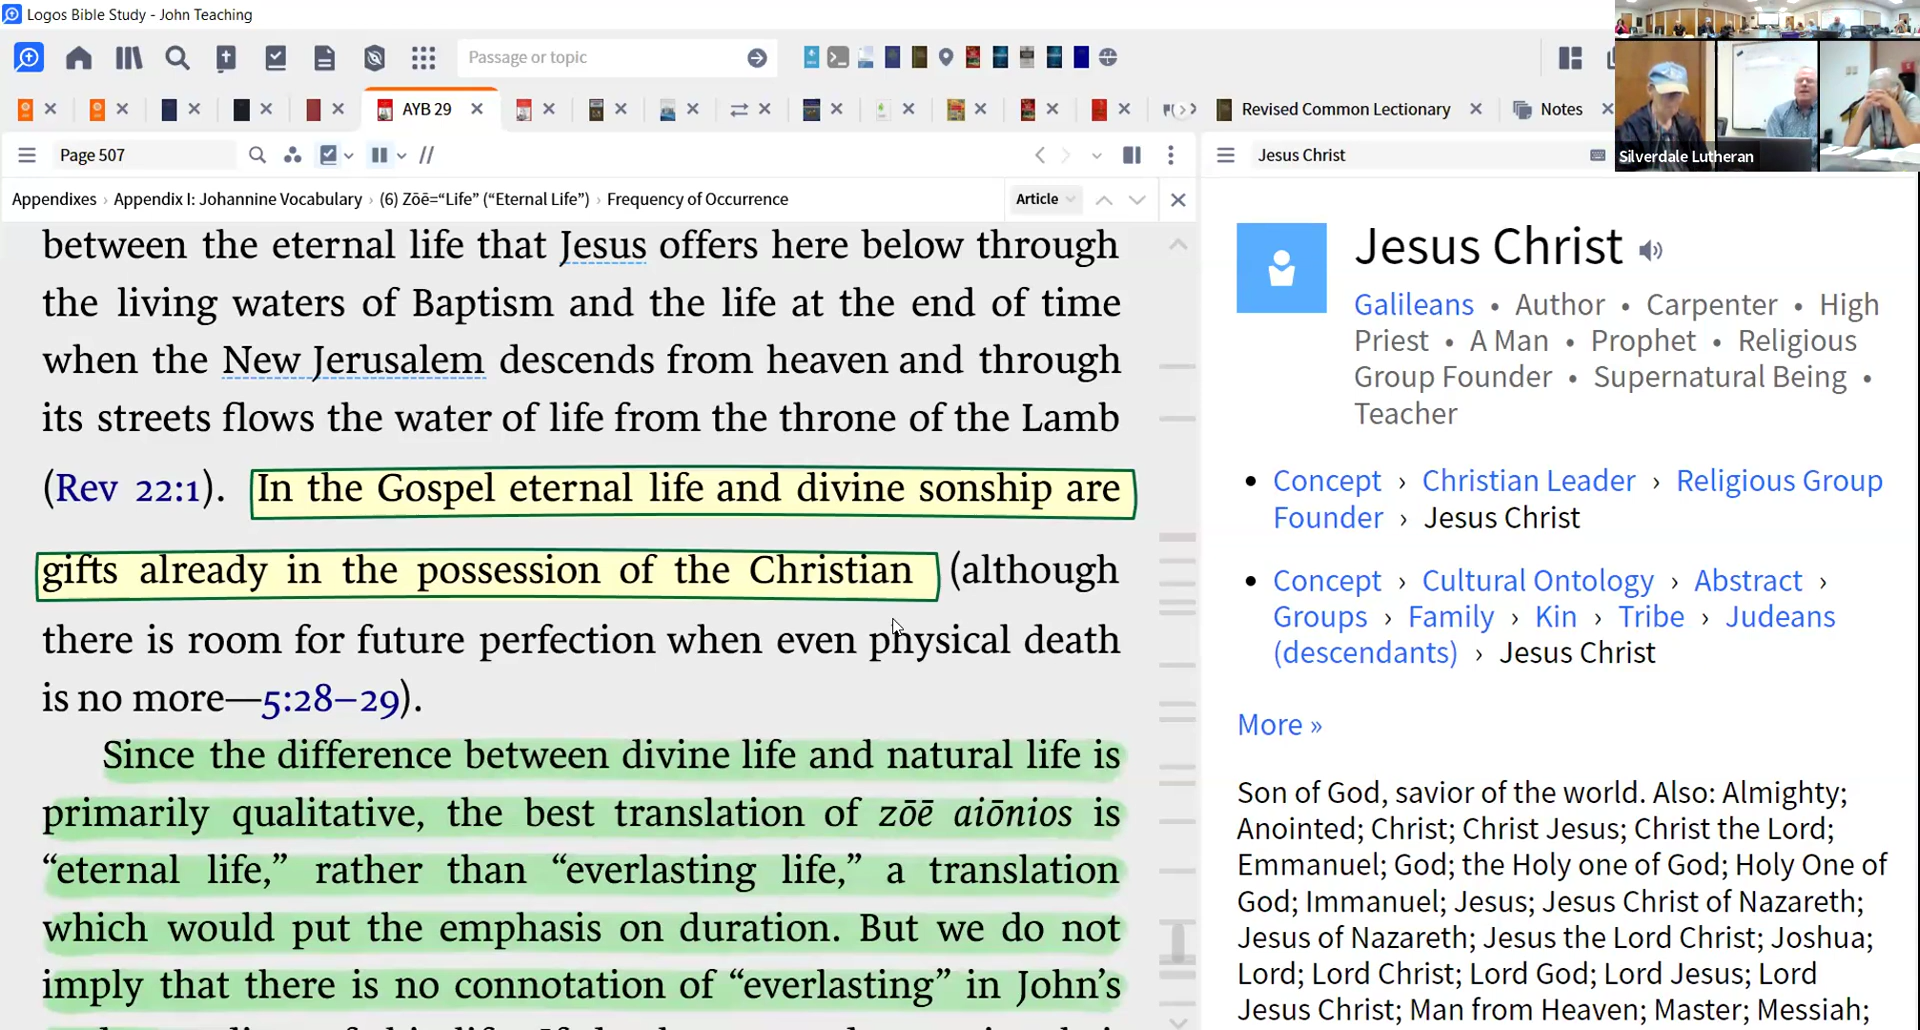 Logos Bible Study - John Teaching
Passage or topic
AYB 29
Revised Common Lectionary
Notes
Page 507
Jesus Christ
Silverdale Lutheran
Appendixes › Appendix I: Johannine Vocabulary › (6) Zōē=“Life” (“Eternal Life”) › Frequency of Occurrence
Article
between the eternal life that Jesus offers here below through
the living waters of Baptism and the life at the end of time
when the New Jerusalem descends from heaven and through
its streets flows the water of life from the throne of the Lamb
(Rev 22:1). In the Gospel eternal life and divine sonship are
gifts already in the possession of the Christian (although
there is room for future perfection when even physical death
is no more—5:28–29).
Since the difference between divine life and natural life is
primarily qualitative, the best translation of zōē aiōnios is
“eternal life,” rather than “everlasting life,” a translation
which would put the emphasis on duration. But we do not
imply that there is no connotation of “everlasting” in John’s
Jesus Christ
Galileans • Author • Carpenter • High
Priest • A Man • Prophet • Religious
Group Founder • Supernatural Being •
Teacher
• Concept › Christian Leader › Religious Group
Founder › Jesus Christ
• Concept › Cultural Ontology › Abstract ›
Groups › Family › Kin › Tribe › Judeans
(descendants) › Jesus Christ
More »
Son of God, savior of the world. Also: Almighty;
Anointed; Christ; Christ Jesus; Christ the Lord;
Emmanuel; God; the Holy one of God; Holy One of
God; Immanuel; Jesus; Jesus Christ of Nazareth;
Jesus of Nazareth; Jesus the Lord Christ; Joshua;
Lord; Lord Christ; Lord God; Lord Jesus; Lord
Jesus Christ; Man from Heaven; Master; Messiah;